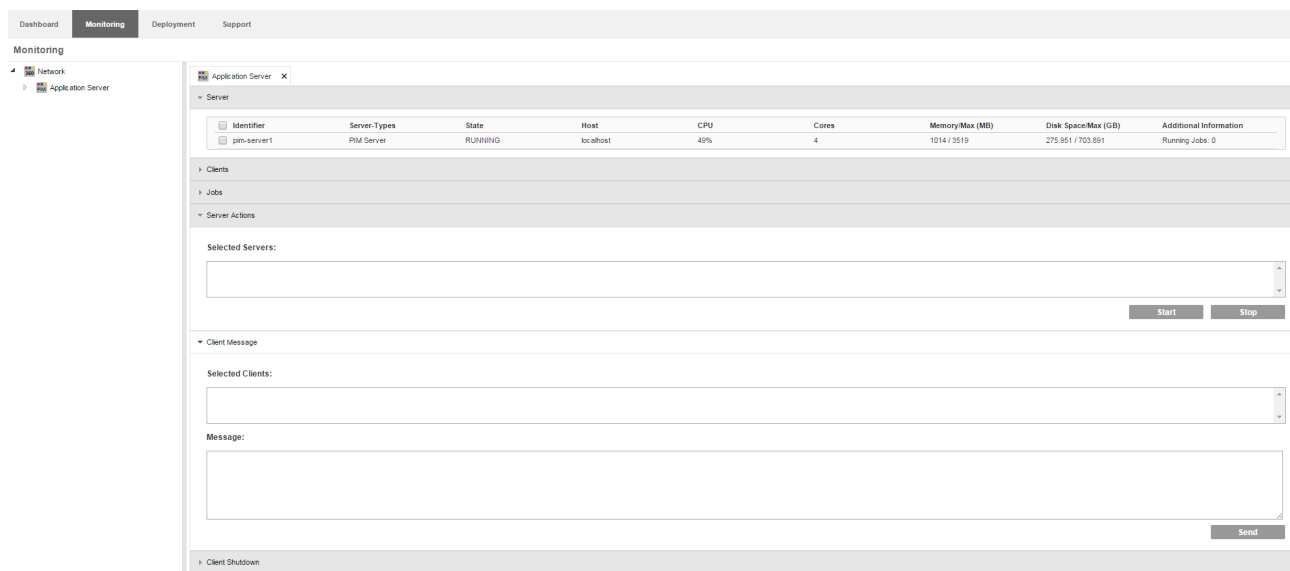 Dashboard Monitoring Deployment Support
Monitoring
Network
Application Server
Application Server X
Server
Identifier Server-Types State Host CPU Cores Memory/Max (MB) Disk Space/Max (GB) Additional Information
pim-server1 PIM Server RUNNING localhost 49% 4 1014 / 3519 275.951 / 703.891 Running Jobs: 0
Clients
Jobs
Server Actions
Selected Servers:
Start Stop
Client Message
Selected Clients:
Message:
Send
Client Shutdown